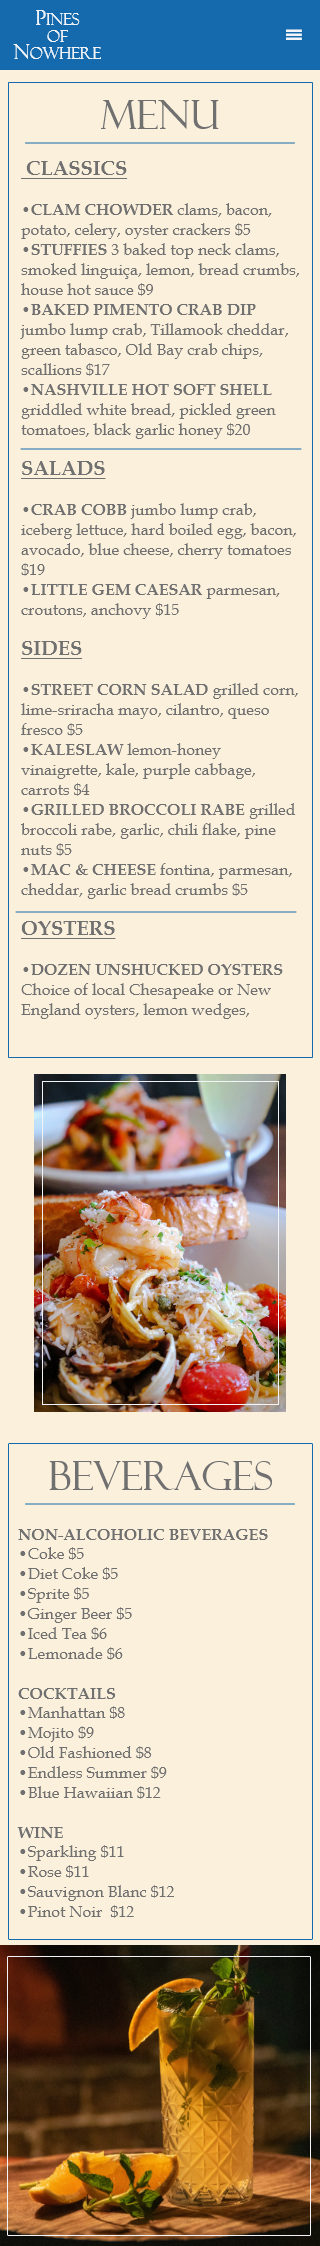 PINES
OF
NOWHERE
MENU
CLASSICS
•CLAM CHOWDER clams, bacon,
potato, celery, oyster crackers $5
•STUFFIES 3 baked top neck clams,
smoked linguiça, lemon, bread crumbs,
house hot sauce $9
•BAKED PIMENTO CRAB DIP
jumbo lump crab, Tillamook cheddar,
green tabasco, Old Bay crab chips,
scallions $17
•NASHVILLE HOT SOFT SHELL
griddled white bread, pickled green
tomatoes, black garlic honey $20
SALADS
•CRAB COBB jumbo lump crab,
iceberg lettuce, hard boiled egg, bacon,
avocado, blue cheese, cherry tomatoes
$19
•LITTLE GEM CAESAR parmesan,
croutons, anchovy $15
SIDES
•STREET CORN SALAD grilled corn,
lime-sriracha mayo, cilantro, queso
fresco $5
•KALESLAW lemon-honey
vinaigrette, kale, purple cabbage,
carrots $4
•GRILLED BROCCOLI RABE grilled
broccoli rabe, garlic, chili flake, pine
nuts $5
•MAC & CHEESE fontina, parmesan,
cheddar, garlic bread crumbs $5
OYSTERS
•DOZEN UNSHUCKED OYSTERS
Choice of local Chesapeake or New
England oysters, lemon wedges,
BEVERAGES
NON-ALCOHOLIC BEVERAGES
•Coke $5
•Diet Coke $5
•Sprite $5
•Ginger Beer $5
•Iced Tea $6
•Lemonade $6
COCKTAILS
•Manhattan $8
•Mojito $9
•Old Fashioned $8
•Endless Summer $9
•Blue Hawaiian $12
WINE
•Sparkling $11
•Rose $11
•Sauvignon Blanc $12
•Pinot Noir $12